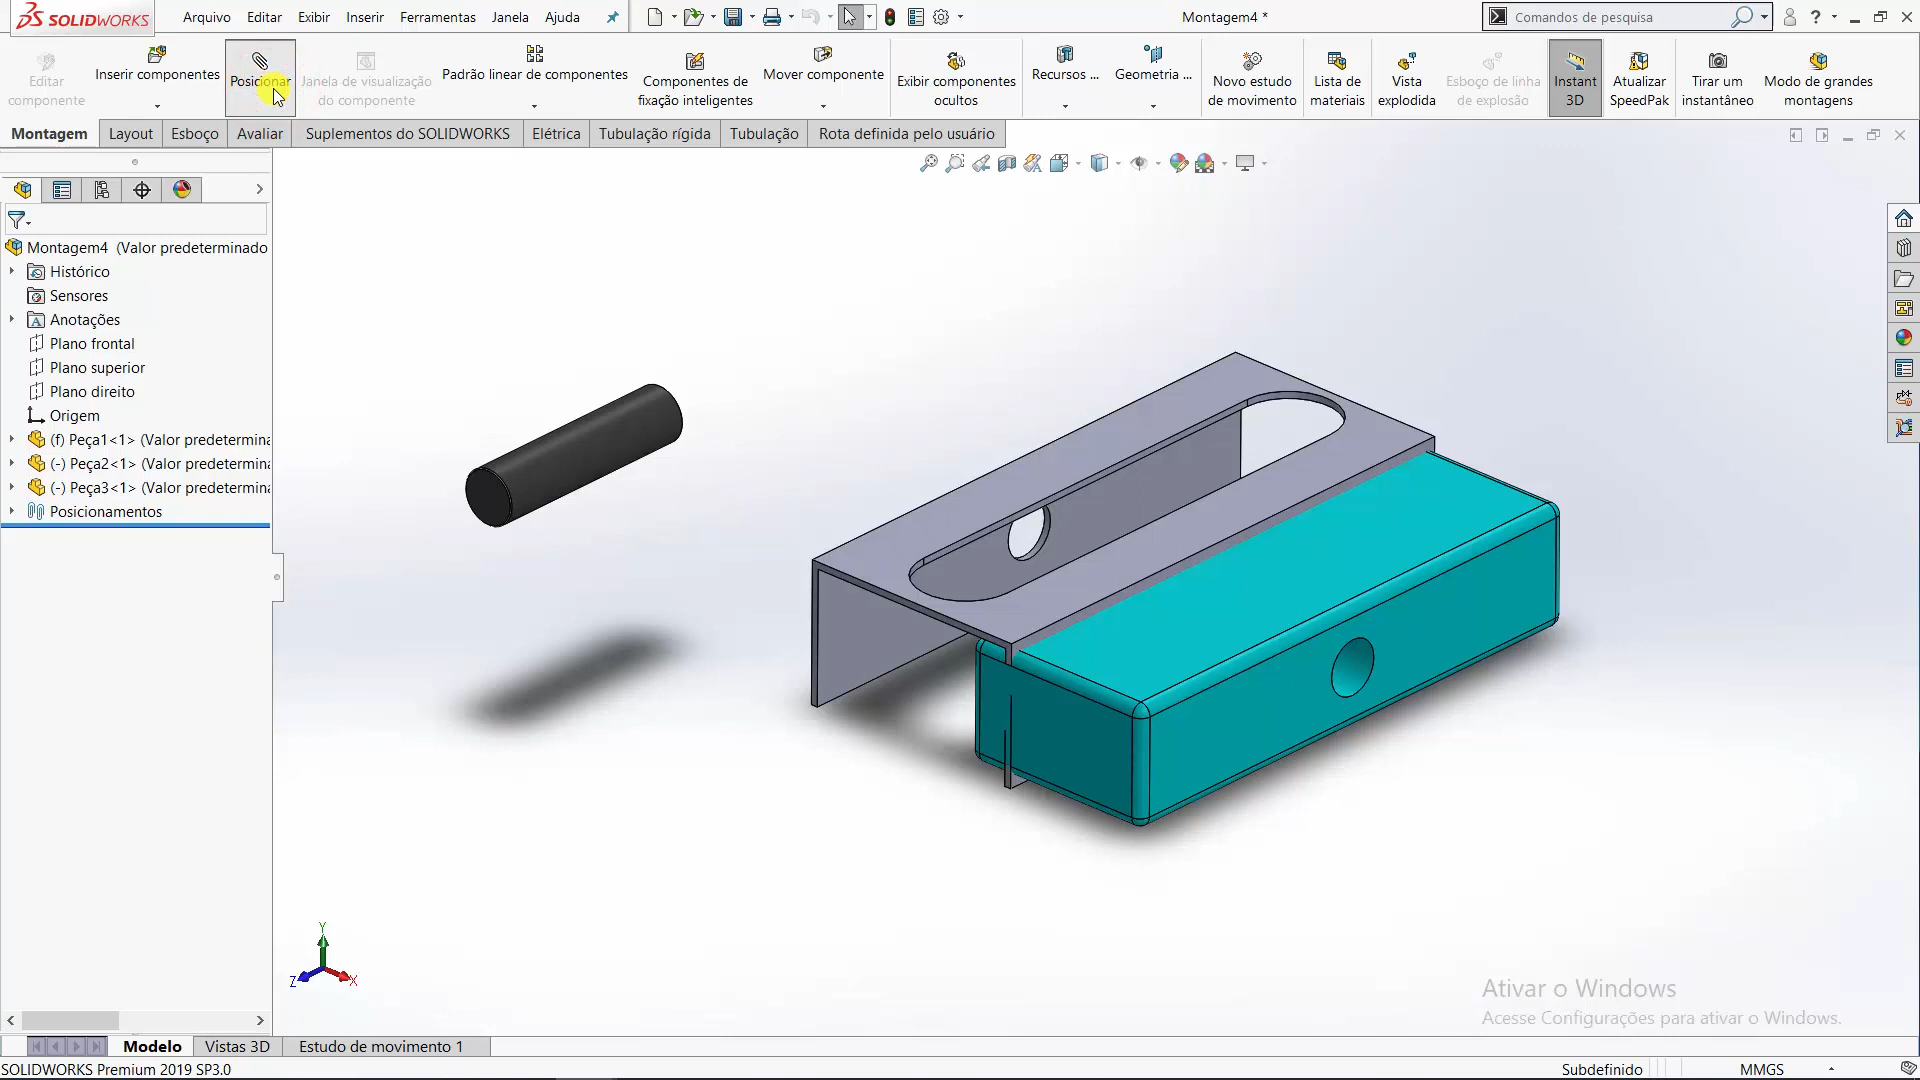 SOLIDWORKS Arquivo Editar Exibir Inserir Ferramentas Janela Ajuda Montagem4 * Comandos de pesquisa ?
Editar componente Inserir componentes Posicionar Janela de visualização do componente Padrão linear de componentes Componentes de fixação inteligentes Mover componente Exibir componentes ocultos Recursos ... Geometria ... Novo estudo de movimento Lista de materiais Vista explodida Esboço de linha de explosão Instant 3D Atualizar SpeedPak Tirar um instantâneo Modo de grandes montagens
Montagem Layout Esboço Avaliar Suplementos do SOLIDWORKS Elétrica Tubulação rígida Tubulação Rota definida pelo usuário
Montagem4 (Valor predeterminado
Histórico
Sensores
A Anotações
Plano frontal
Plano superior
Plano direito
Origem
(f) Peça1<1> (Valor predetermina
(-) Peça2<1> (Valor predetermina
(-) Peça3<1> (Valor predetermina
Posicionamentos
Y
Z X
Ativar o Windows
Acesse Configurações para ativar o Windows.
Modelo Vistas 3D Estudo de movimento 1
SOLIDWORKS Premium 2019 SP3.0 Subdefinido MMGS